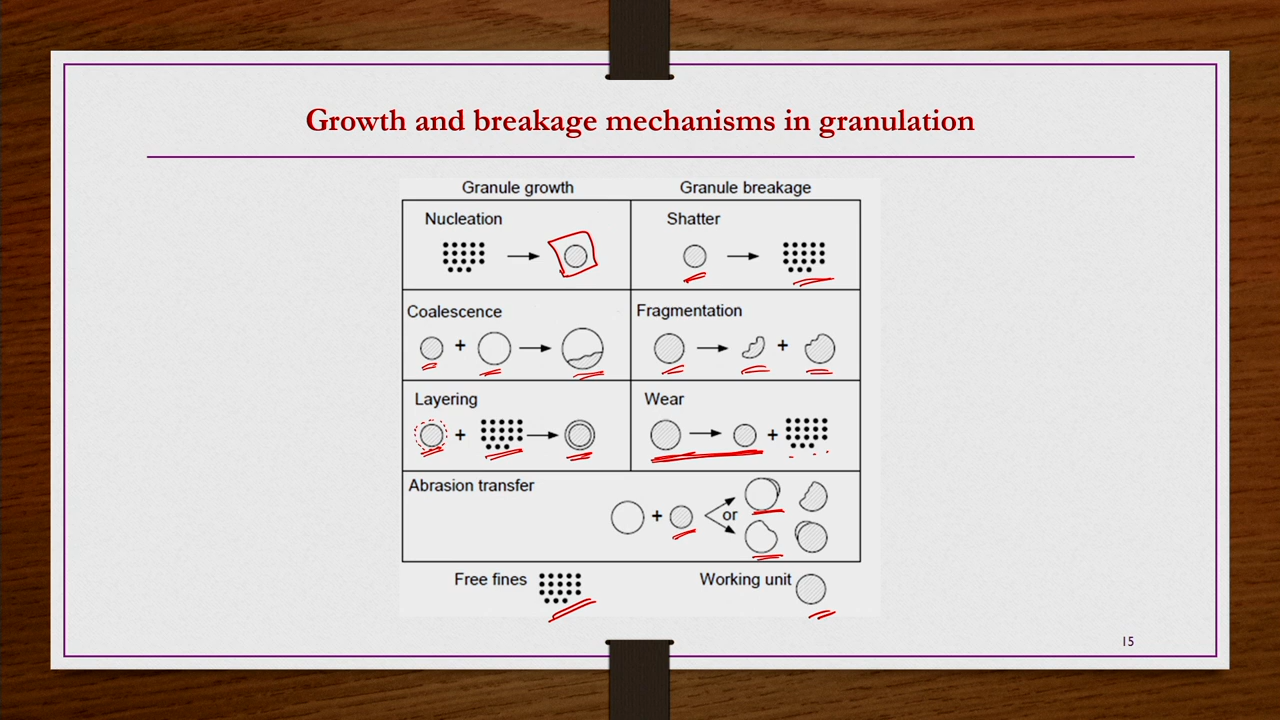 Growth and breakage mechanisms in granulation
Granule growth Granule breakage
Nucleation Shatter
Coalescence Fragmentation
+ +
Layering Wear
+ +
Abrasion transfer
+ or
Free fines Working unit
15